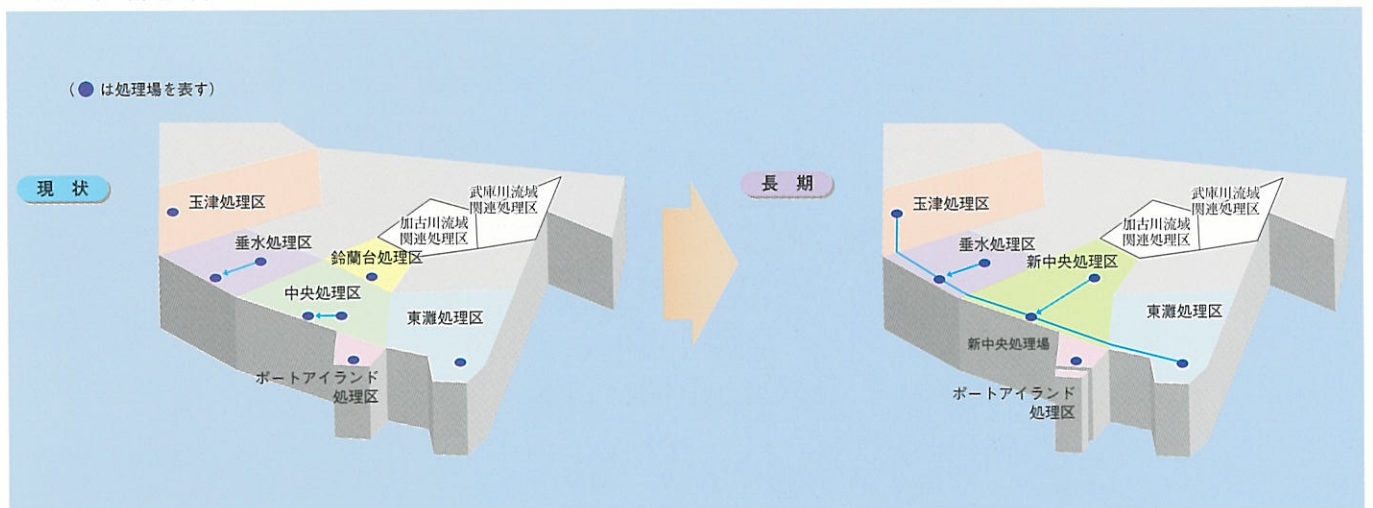 （●は処理場を表す）
現 状
玉津処理区
垂水処理区
鈴蘭台処理区
中央処理区
東灘処理区
ポートアイランド
処理区
加古川流域
関連処理区
武庫川流域
関連処理区
長 期
玉津処理区
垂水処理区
新中央処理区
東灘処理区
新中央処理場
ポートアイランド
処理区
加古川流域
関連処理区
武庫川流域
関連処理区